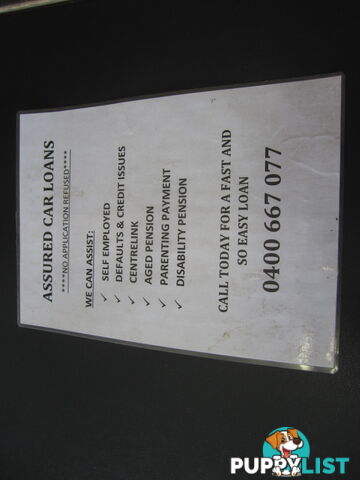 ASSURED CAR LOANS
****NO APPLICATION REFUSED****
WE CAN ASSIST:
✓ SELF EMPLOYED
✓ DEFAULTS & CREDIT ISSUES
✓ CENTRELINK
✓ AGED PENSION
✓ PARENTING PAYMENT
✓ DISABILITY PENSION
CALL TODAY FOR A FAST AND
SO EASY LOAN
0400 667 077
PUPPYLIST